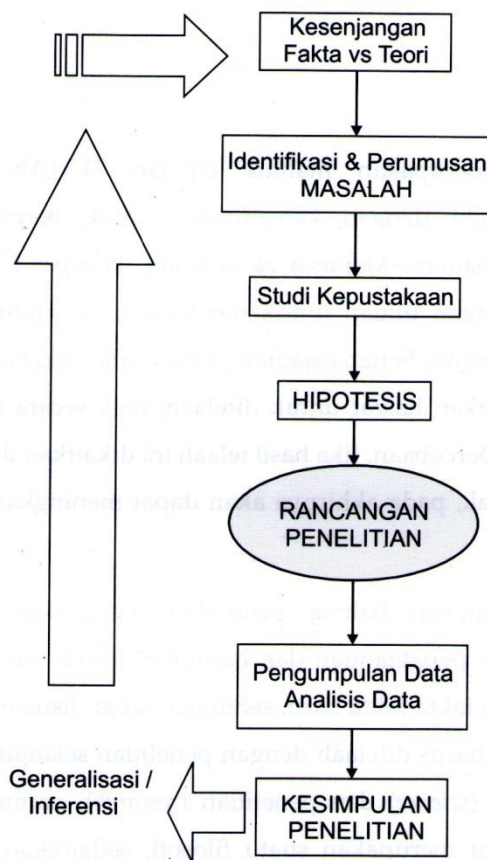 Kesenjangan
Fakta vs Teori
Identifikasi & Perumusan
MASALAH
Studi Kepustakaan
HIPOTESIS
RANCANGAN
PENELITIAN
Pengumpulan Data
Analisis Data
KESIMPULAN
PENELITIAN
Generalisasi /
Inferensi